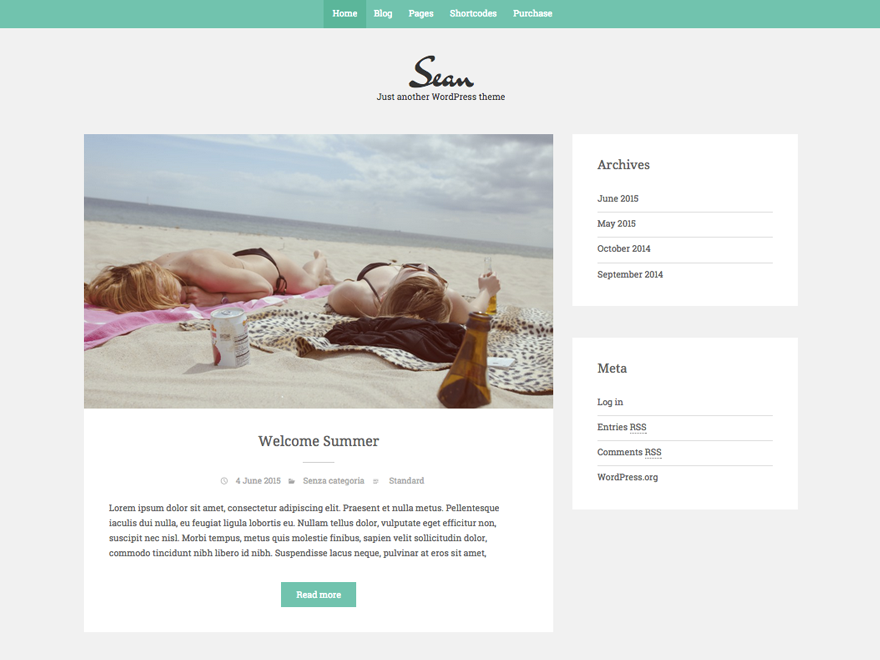 Home Blog Pages Shortcodes Purchase
Sean
Just another WordPress theme
Welcome Summer
4 June 2015 Senza categoria Standard
Lorem ipsum dolor sit amet, consectetur adipiscing elit. Praesent et nulla metus. Pellentesque
iaculis dui nulla, eu feugiat ligula lobortis eu. Nullam tellus dolor, vulputate eget efficitur non,
suscipit nec nisl. Morbi tempus, metus quis molestie finibus, sapien velit sollicitudin dolor,
commodo tincidunt nibh libero id nibh. Suspendisse lacus neque, pulvinar at eros sit amet,
Read more
Archives
June 2015
May 2015
October 2014
September 2014
Meta
Log in
Entries RSS
Comments RSS
WordPress.org